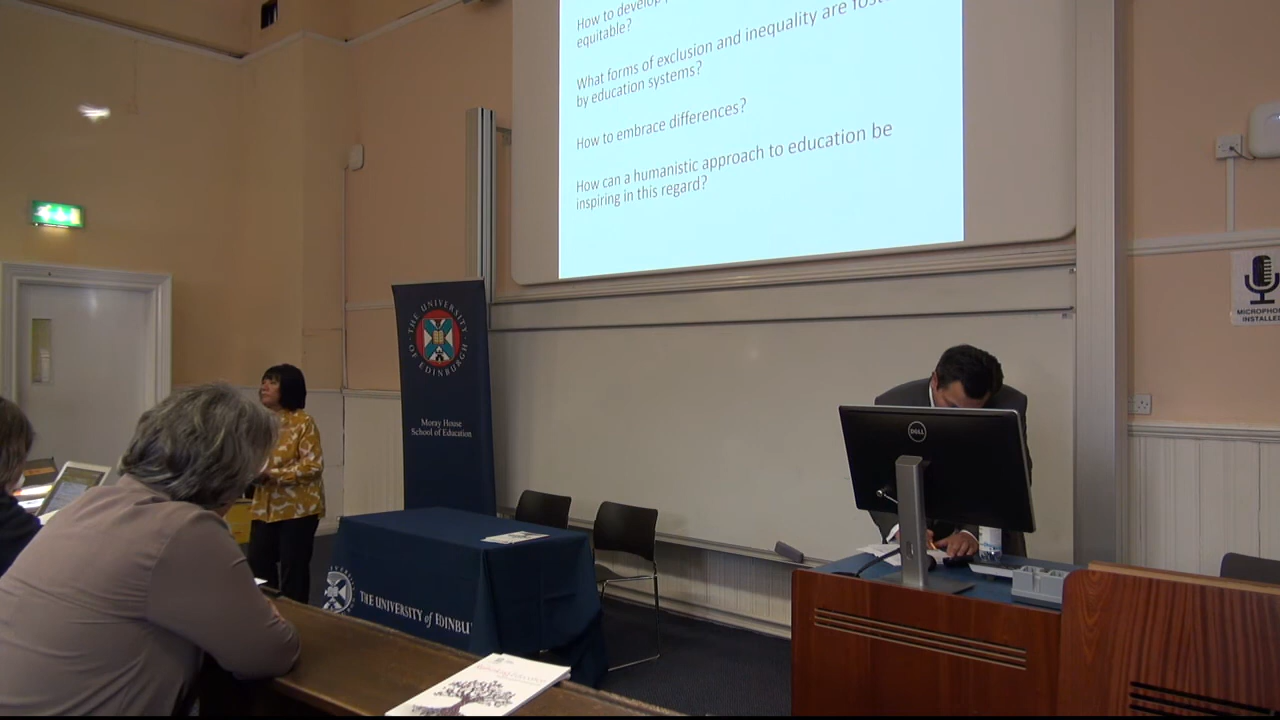 How to develop
equitable?
What forms of exclusion and inequality are fost
by education systems?
How to embrace differences?
How can a humanistic approach to education be
inspiring in this regard?
THE UNIVERSITY
OF EDINBURGH
Moray House
School of Education
DELL
MICROPHO
INSTALLE
THE UNIVERSITY of EDINBU